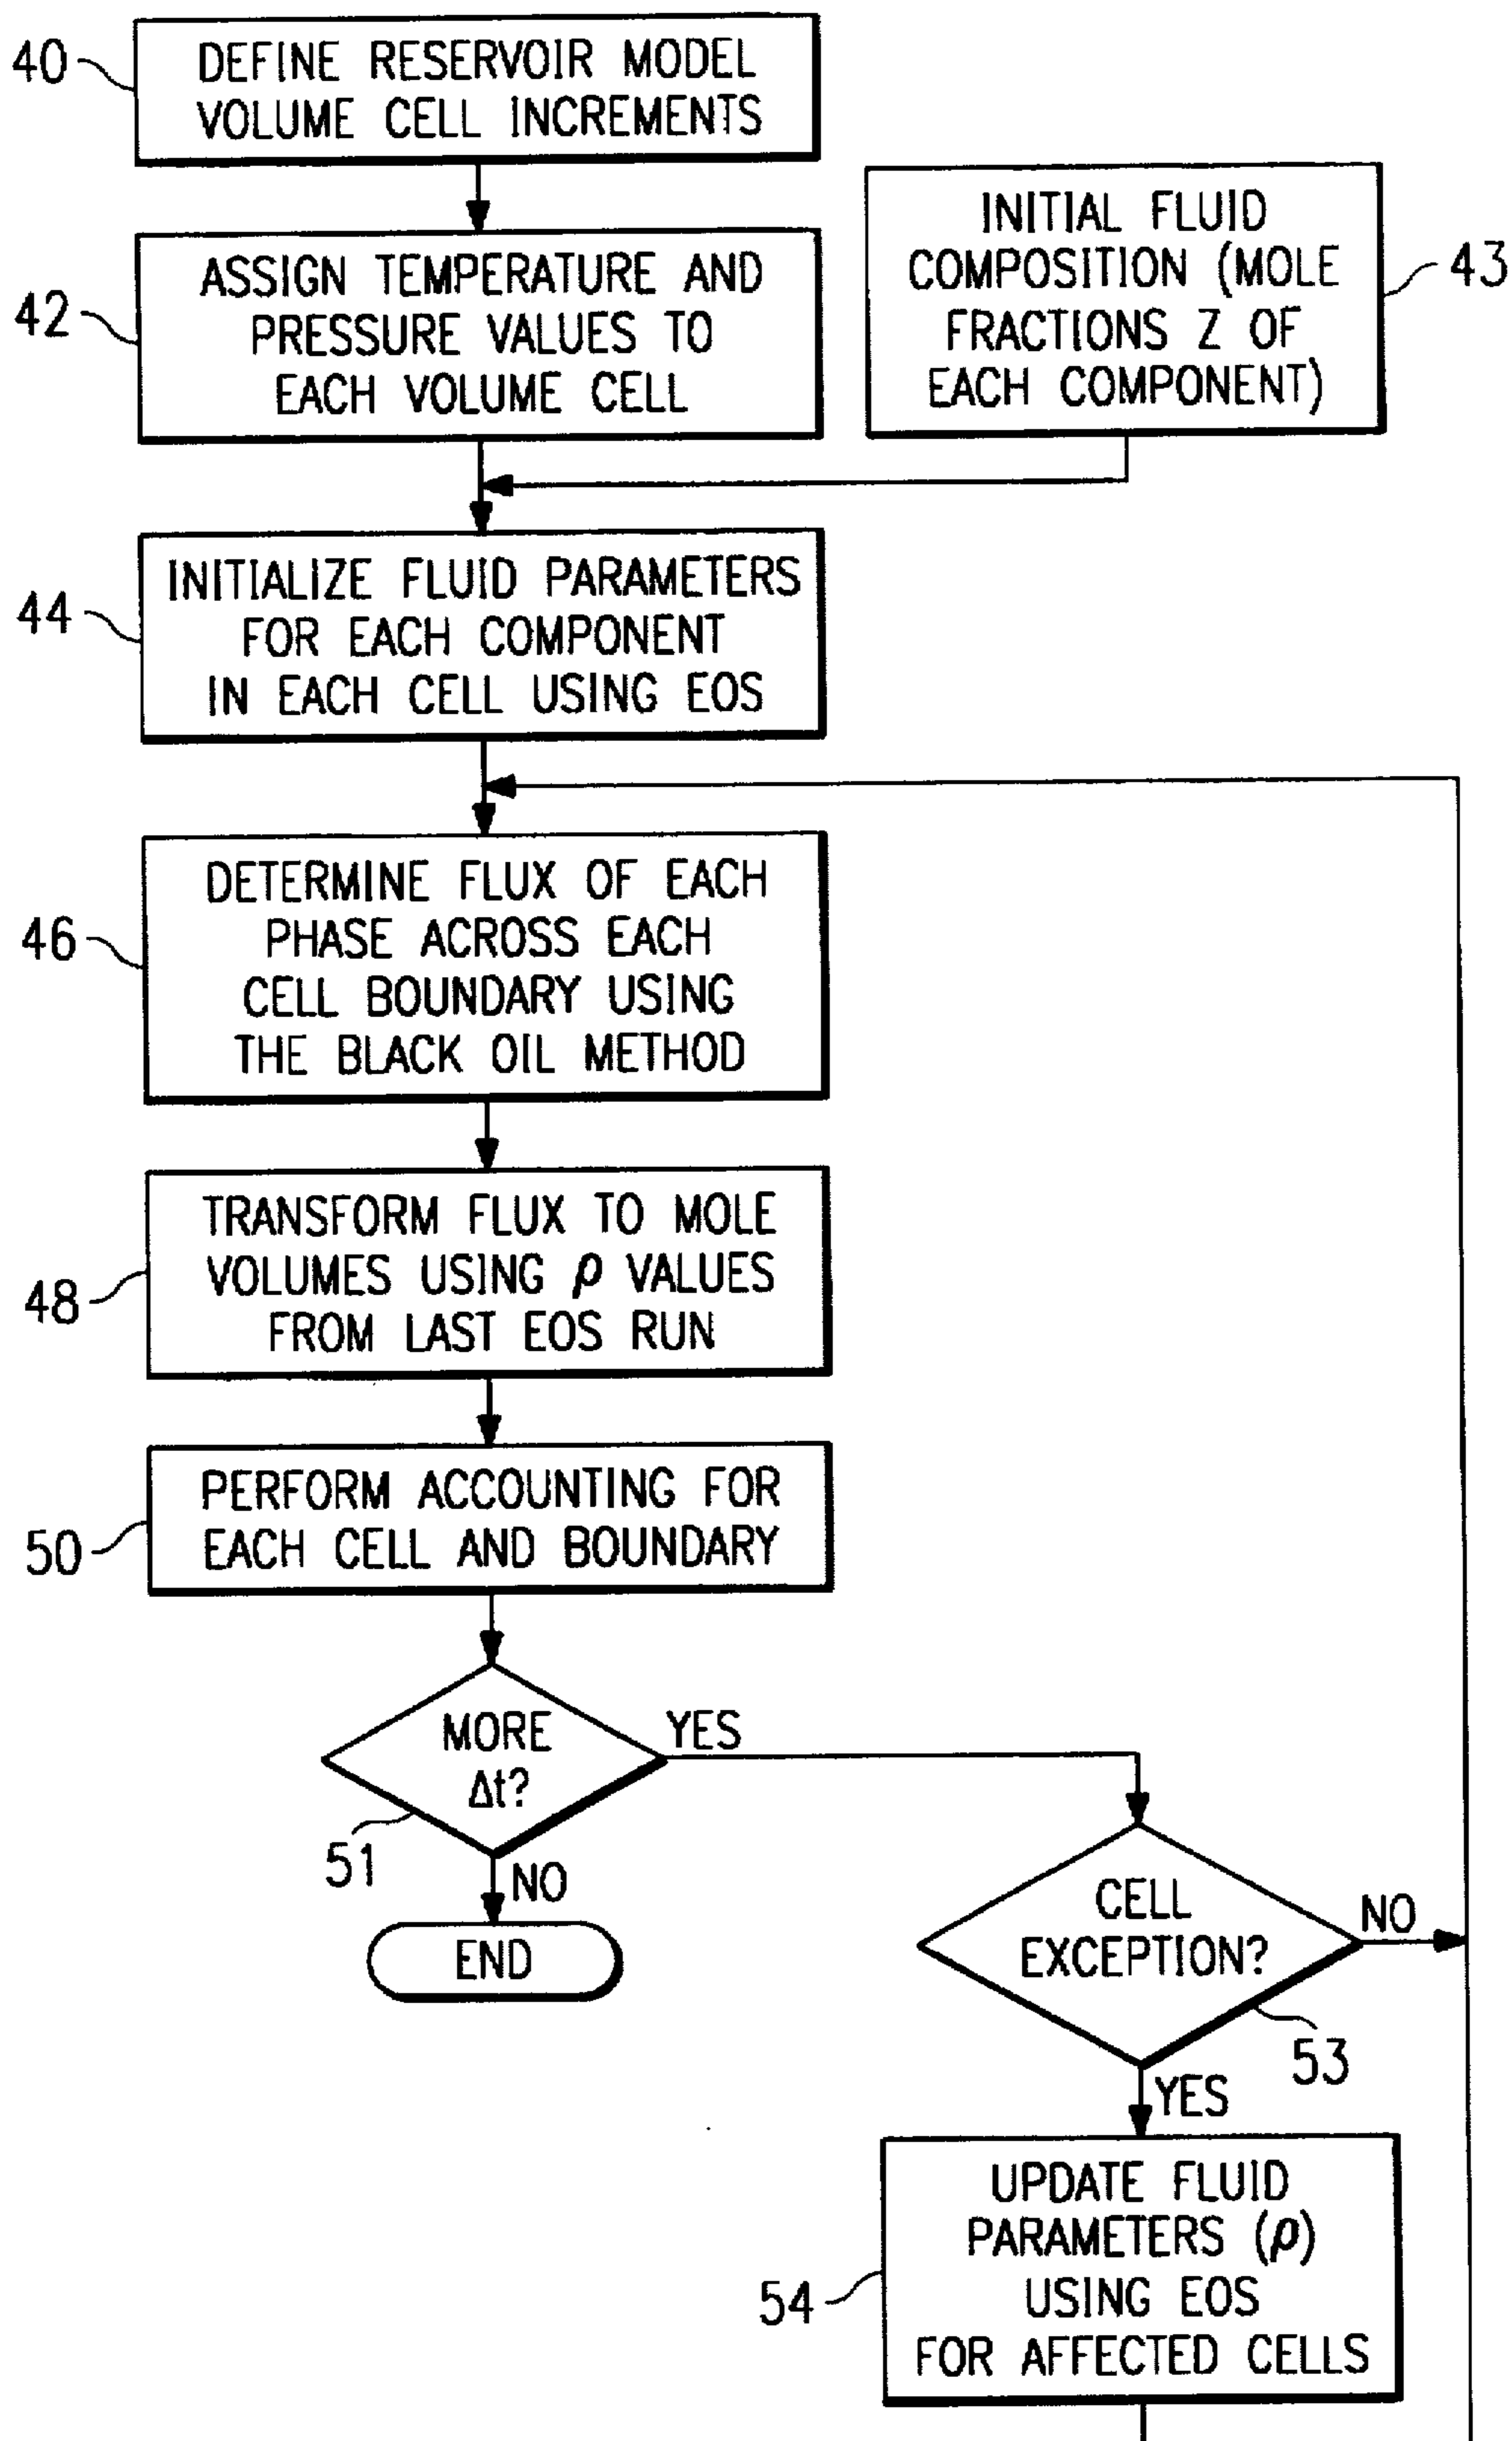 40
DEFINE RESERVOIR MODEL
VOLUME CELL INCREMENTS
42
ASSIGN TEMPERATURE AND
PRESSURE VALUES TO
EACH VOLUME CELL
INITIAL FLUID
COMPOSITION (MOLE
FRACTIONS Z OF
EACH COMPONENT)
43
44
INITIALIZE FLUID PARAMETERS
FOR EACH COMPONENT
IN EACH CELL USING EOS
46
DETERMINE FLUX OF EACH
PHASE ACROSS EACH
CELL BOUNDARY USING
THE BLACK OIL METHOD
48
TRANSFORM FLUX TO MOLE
VOLUMES USING ρ VALUES
FROM LAST EOS RUN
50
PERFORM ACCOUNTING FOR
EACH CELL AND BOUNDARY
MORE
Δt?
YES
51
NO
END
CELL
EXCEPTION?
NO
53
YES
54
UPDATE FLUID
PARAMETERS (ρ)
USING EOS
FOR AFFECTED CELLS